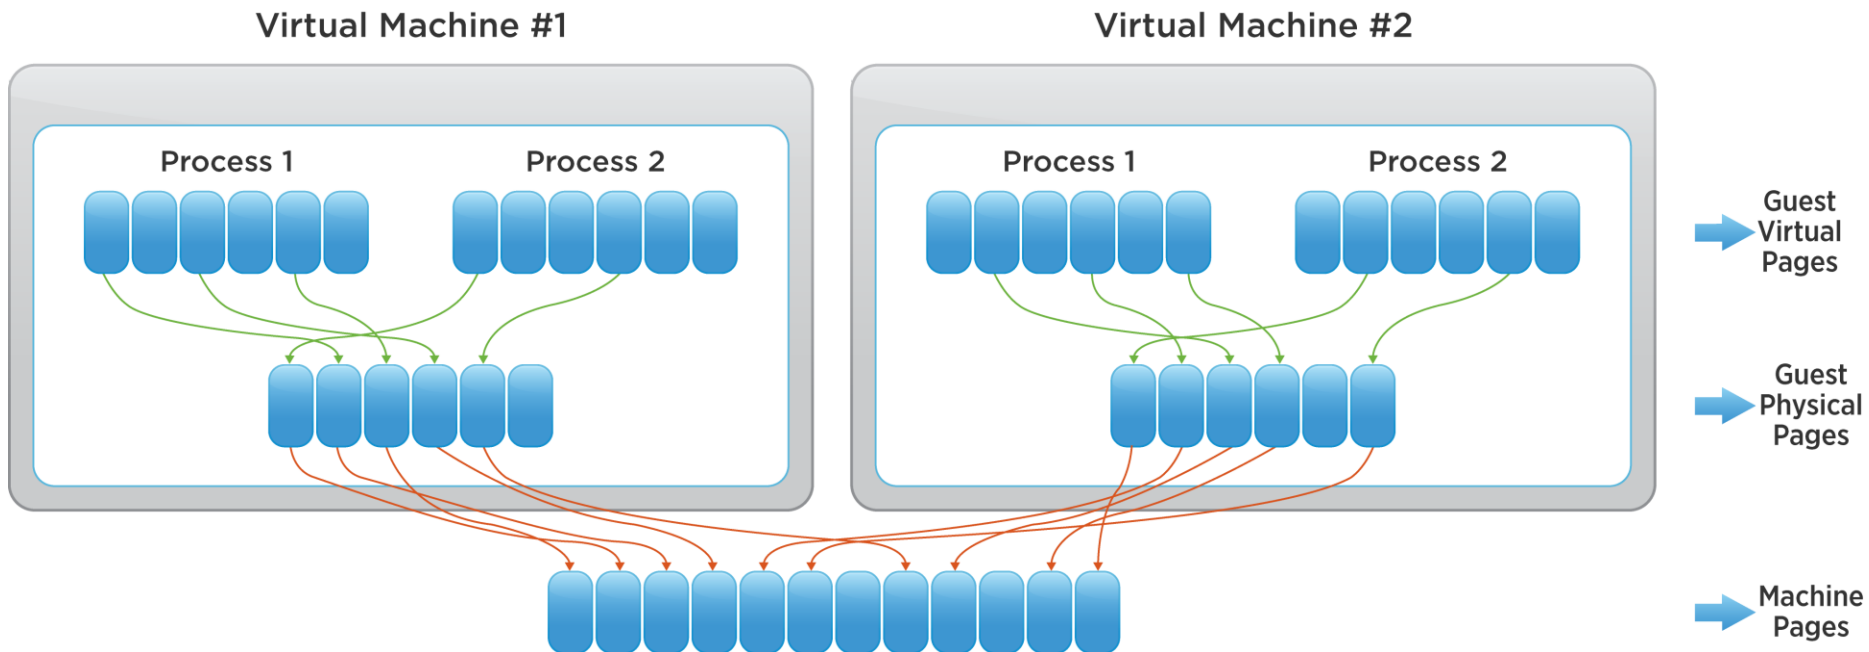 Virtual Machine #1
Virtual Machine #2
Process 1
Process 2
Process 1
Process 2
Guest
Virtual
Pages
Guest
Physical
Pages
Machine
Pages